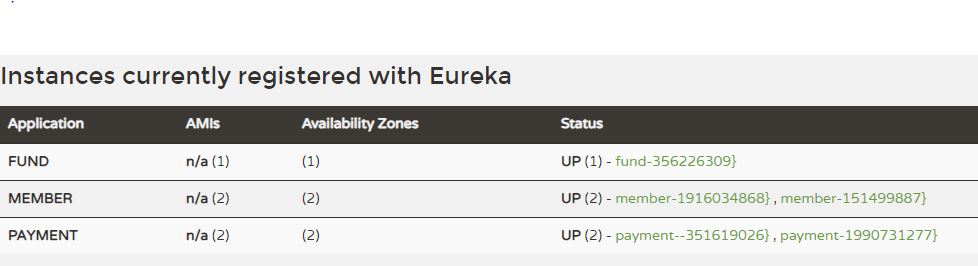 Instances currently registered with Eureka
Application AMIs Availability Zones Status
FUND n/a (1) (1) UP (1) - fund-356226309}
MEMBER n/a (2) (2) UP (2) - member-1916034868} , member-151499887}
PAYMENT n/a (2) (2) UP (2) - payment--351619026} , payment-1990731277}